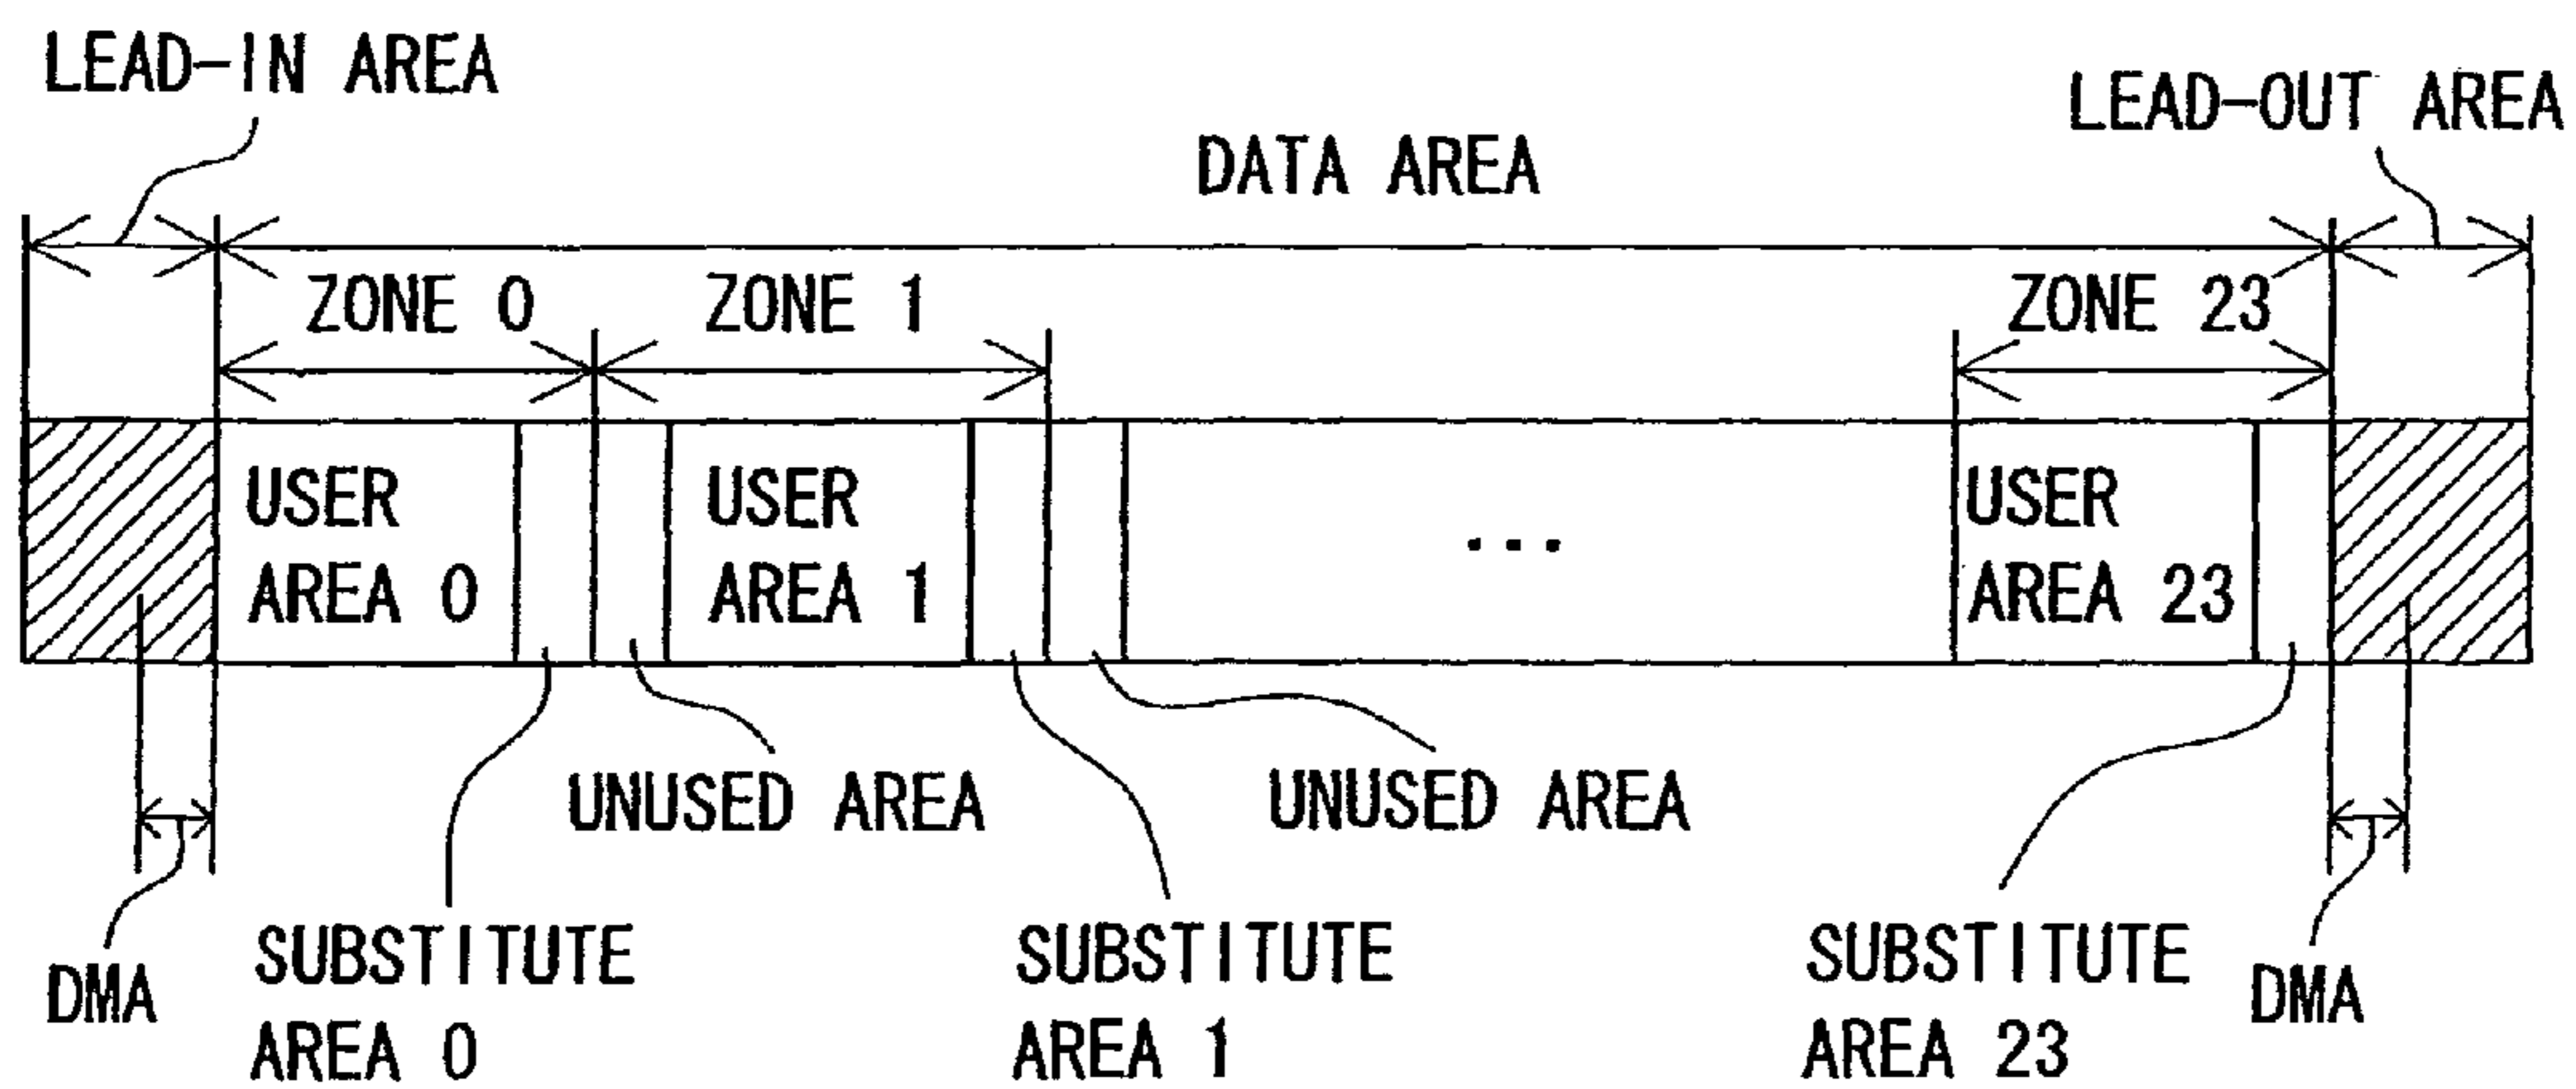 LEAD-IN AREA
LEAD-OUT AREA
DATA AREA
ZONE 0
ZONE 1
ZONE 23
USER
AREA 0
USER
AREA 1
...
USER
AREA 23
UNUSED AREA
UNUSED AREA
DMA
SUBSTITUTE
AREA 0
SUBSTITUTE
AREA 1
SUBSTITUTE
AREA 23
DMA